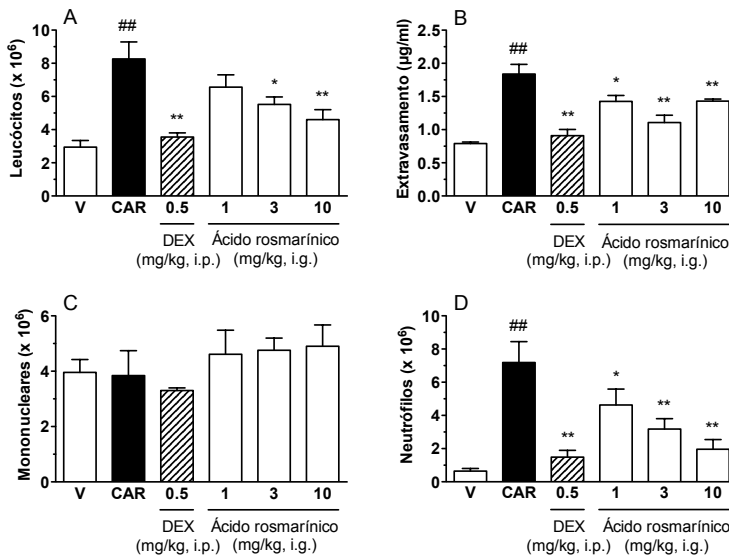 A
Leucócitos (x 10⁶)
10
8
6
4
2
0
##
**
*
**
V CAR 0.5 1 3 10
DEX Ácido rosmarínico
(mg/kg, i.p.) (mg/kg, i.g.)
B
Extravasamento (µg/ml)
2.5
2.0
1.5
1.0
0.5
0.0
##
**
*
**
**
V CAR 0.5 1 3 10
DEX Ácido rosmarínico
(mg/kg, i.p.) (mg/kg, i.g.)
C
Mononucleares (x 10⁶)
6
4
2
0
V CAR 0.5 1 3 10
DEX Ácido rosmarínico
(mg/kg, i.p.) (mg/kg, i.g.)
D
Neutrófilos (x 10⁶)
10
8
6
4
2
0
##
**
*
**
**
V CAR 0.5 1 3 10
DEX Ácido rosmarínico
(mg/kg, i.p.) (mg/kg, i.g.)